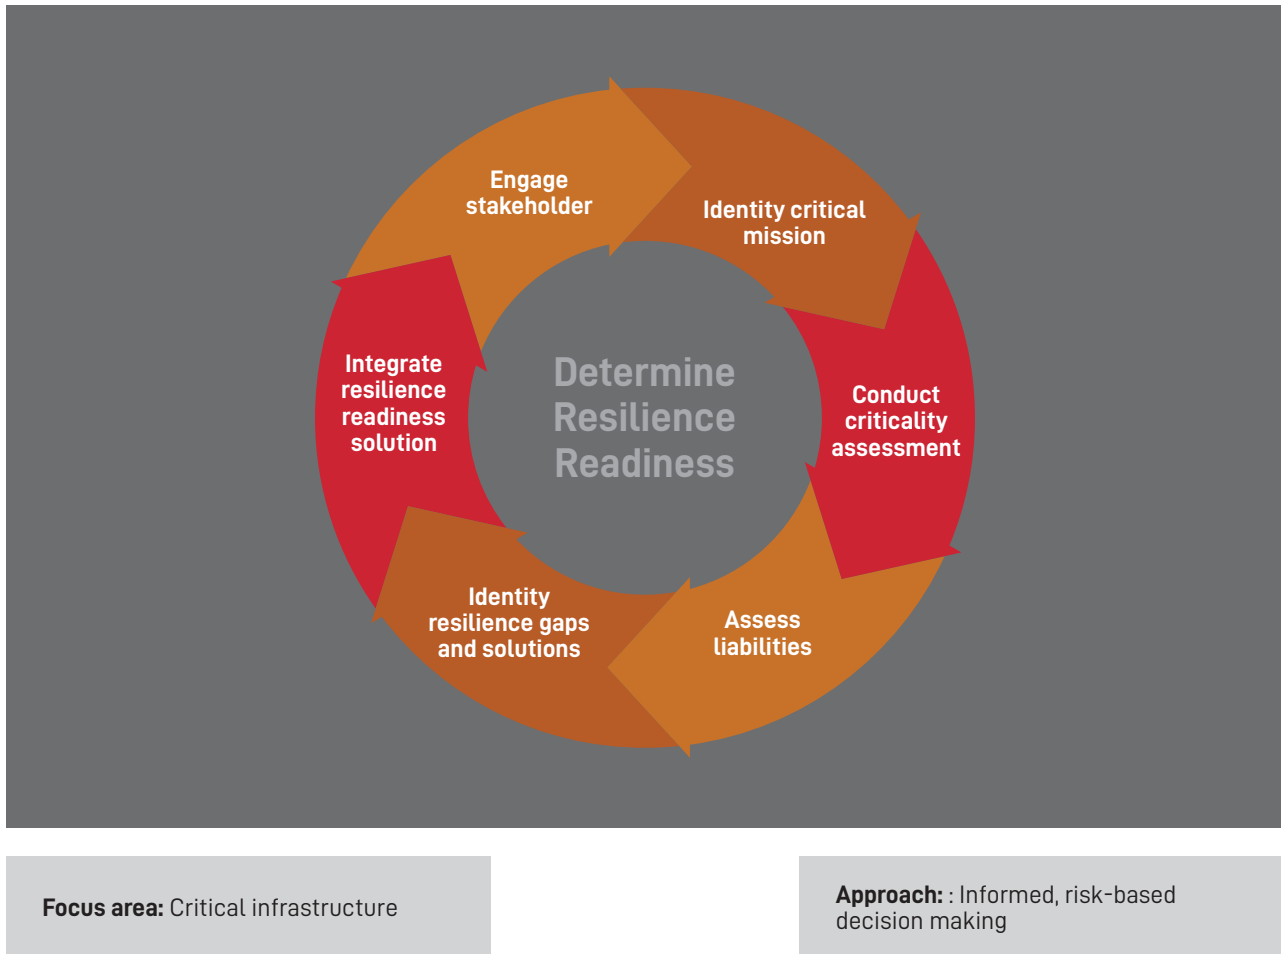 Engage
stakeholder
Identity critical
mission
Conduct
criticality
assessment
Assess
liabilities
Identity
resilience gaps
and solutions
Integrate
resilience
readiness
solution
Determine
Resilience
Readiness
Focus area: Critical infrastructure
Approach: : Informed, risk-based
decision making